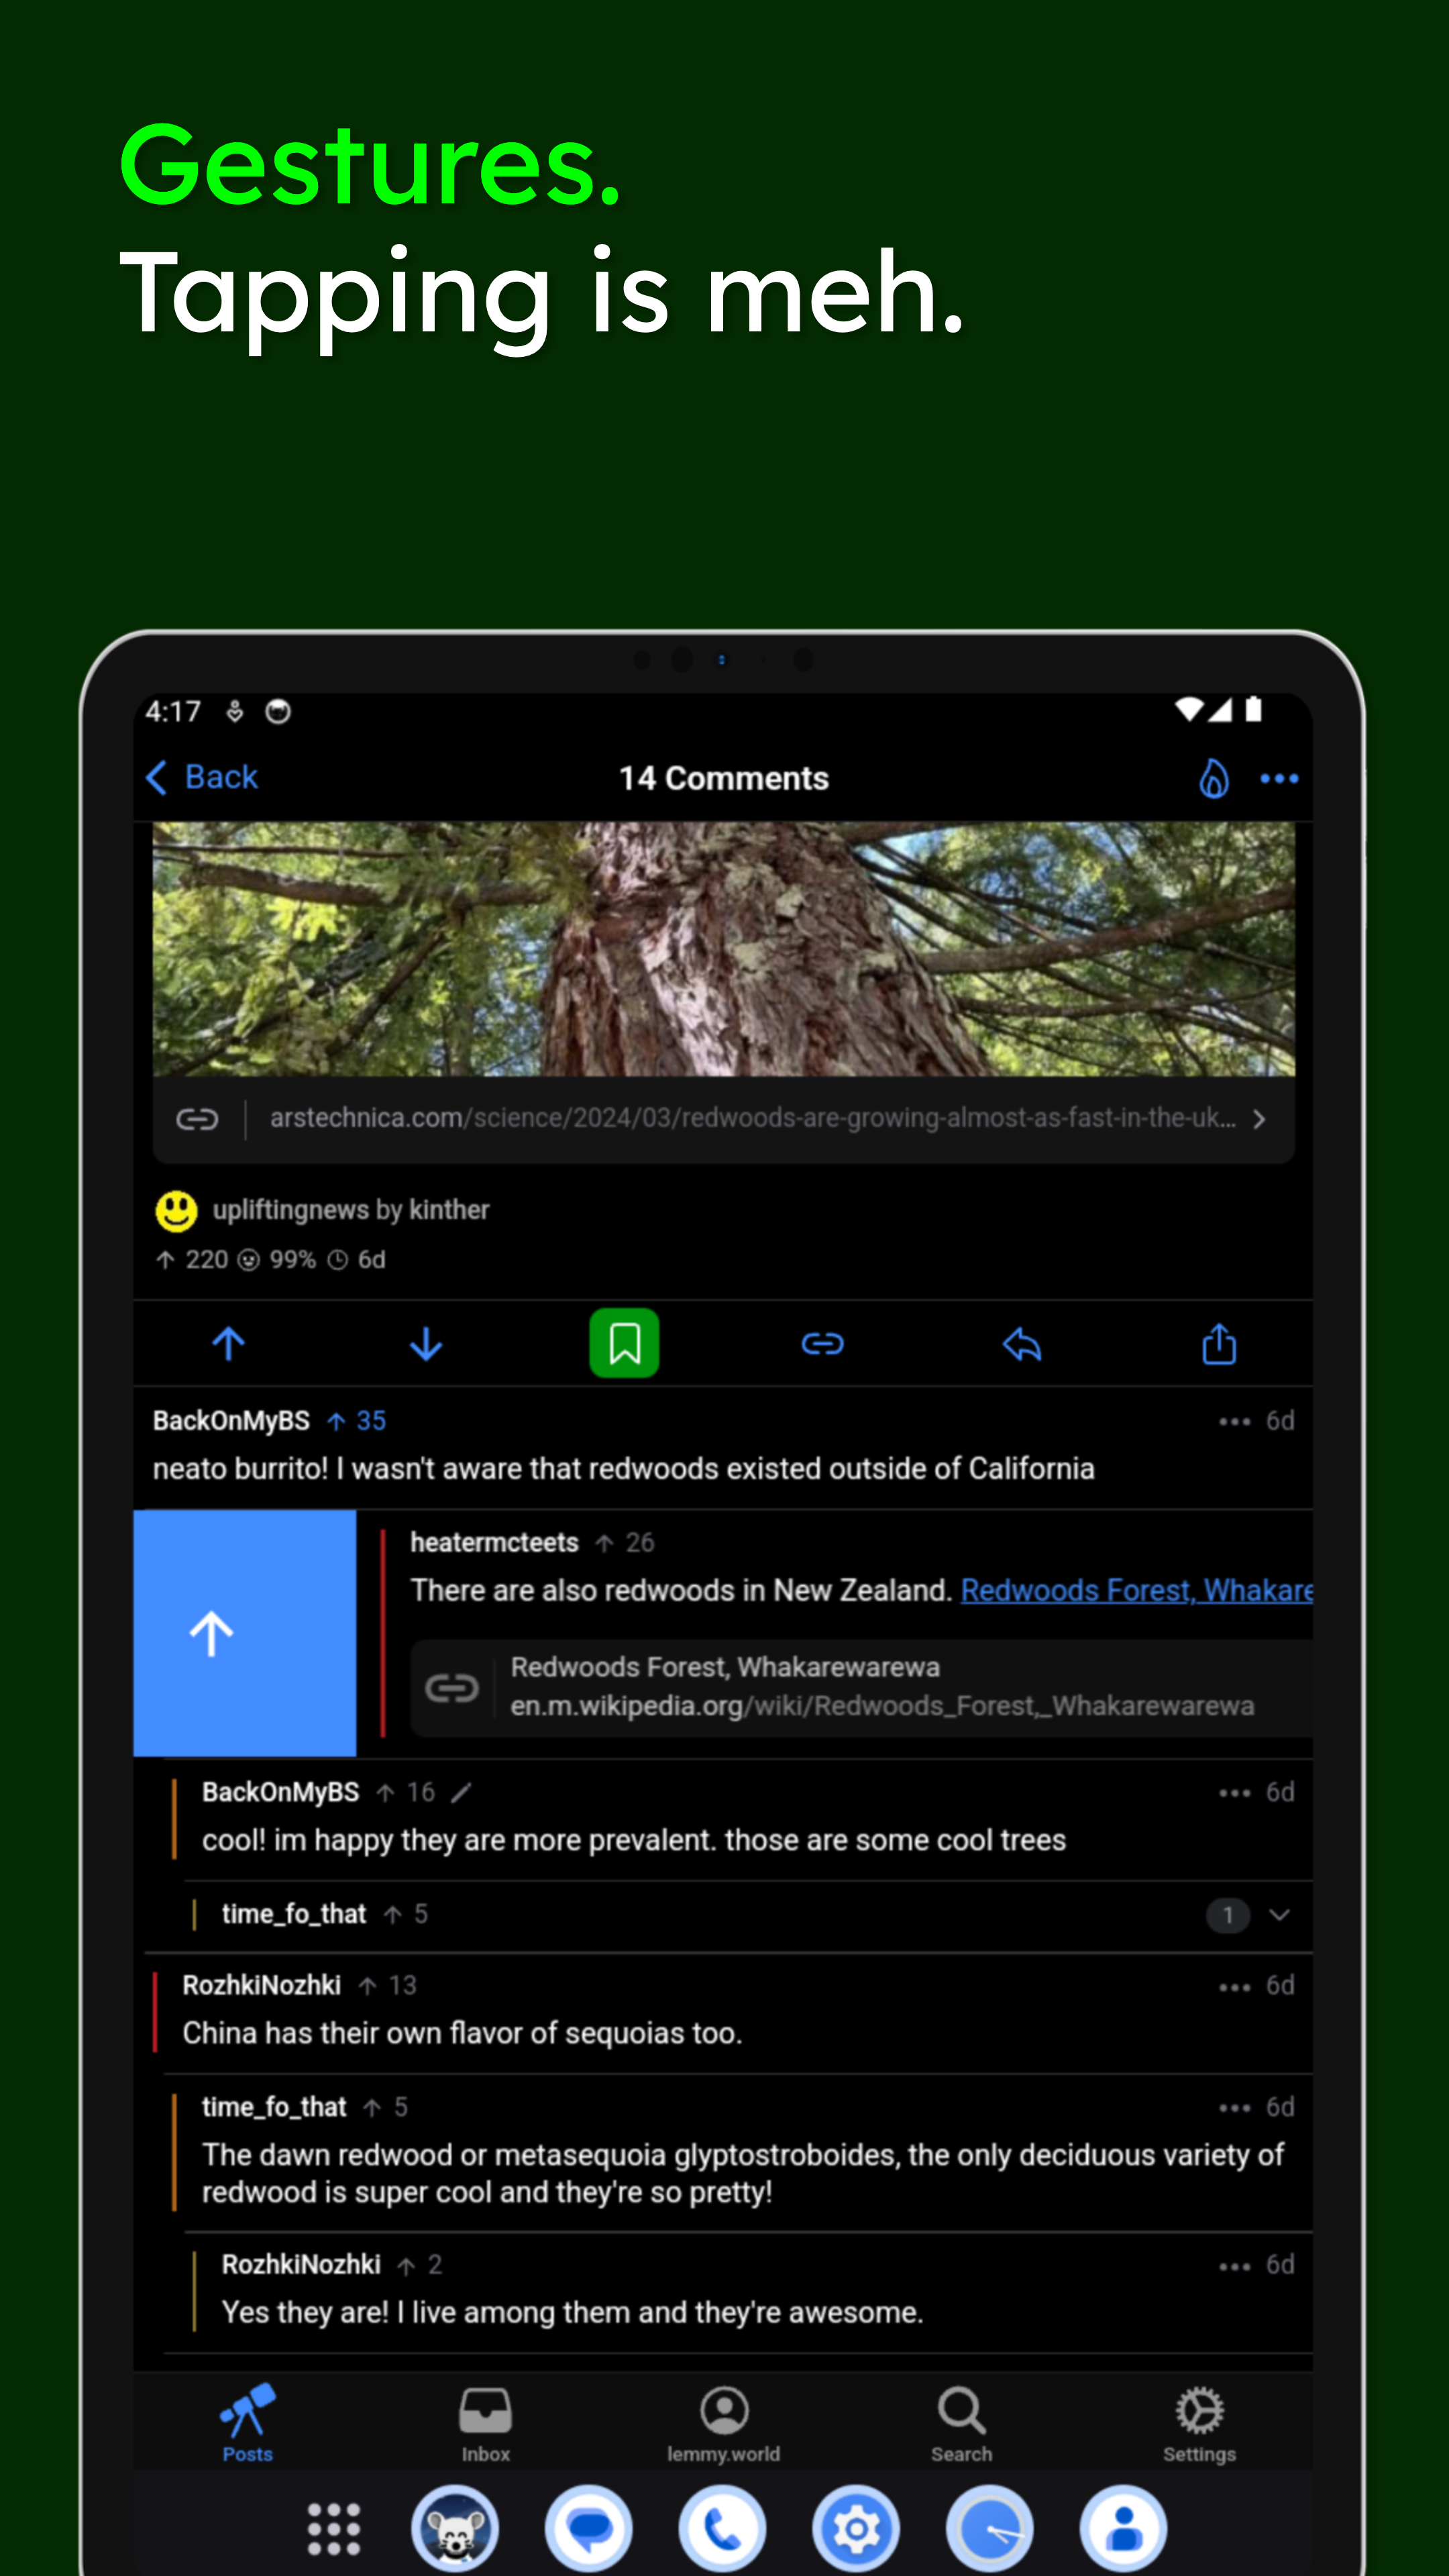 Gestures.
Tapping is meh.
4:17
Back
14 Comments
arstechnica.com/science/2024/03/redwoods-are-growing-almost-as-fast-in-the-uk...
upliftingnews by kinther
220 99% 6d
BackOnMyBS 35 6d
neato burrito! I wasn't aware that redwoods existed outside of California
heatermcteets 26
There are also redwoods in New Zealand. Redwoods Forest, Whakare
Redwoods Forest, Whakarewarewa
en.m.wikipedia.org/wiki/Redwoods_Forest,_Whakarewarewa
BackOnMyBS 16 6d
cool! im happy they are more prevalent. those are some cool trees
time_fo_that 5 1
RozhkiNozhki 13 6d
China has their own flavor of sequoias too.
time_fo_that 5 6d
The dawn redwood or metasequoia glyptostroboides, the only deciduous variety of
redwood is super cool and they're so pretty!
RozhkiNozhki 2 6d
Yes they are! I live among them and they're awesome.
Posts
Inbox
lemmy.world
Search
Settings